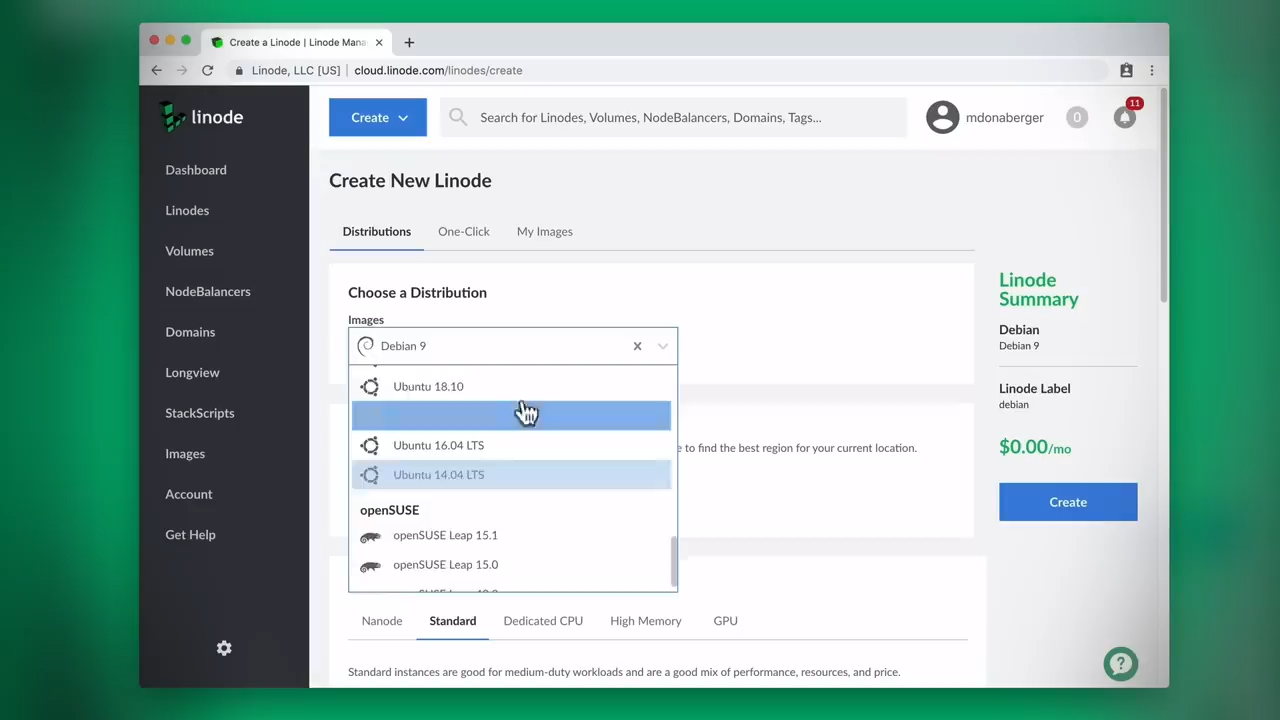 Create a Linode | Linode Mana
Linode, LLC [US] | cloud.linode.com/linodes/create
linode
Create
Search for Linodes, Volumes, NodeBalancers, Domains, Tags...
mdonaberger
0
11
Dashboard
Linodes
Volumes
NodeBalancers
Domains
Longview
StackScripts
Images
Account
Get Help
Create New Linode
Distributions
One-Click
My Images
Choose a Distribution
Images
Debian 9
Ubuntu 18.10
Ubuntu 16.04 LTS
e to find the best region for your current location.
Ubuntu 14.04 LTS
openSUSE
openSUSE Leap 15.1
openSUSE Leap 15.0
Nanode
Standard
Dedicated CPU
High Memory
GPU
Standard instances are good for medium-duty workloads and are a good mix of performance, resources, and price.
Linode
Summary
Debian
Debian 9
Linode Label
debian
$0.00/mo
Create